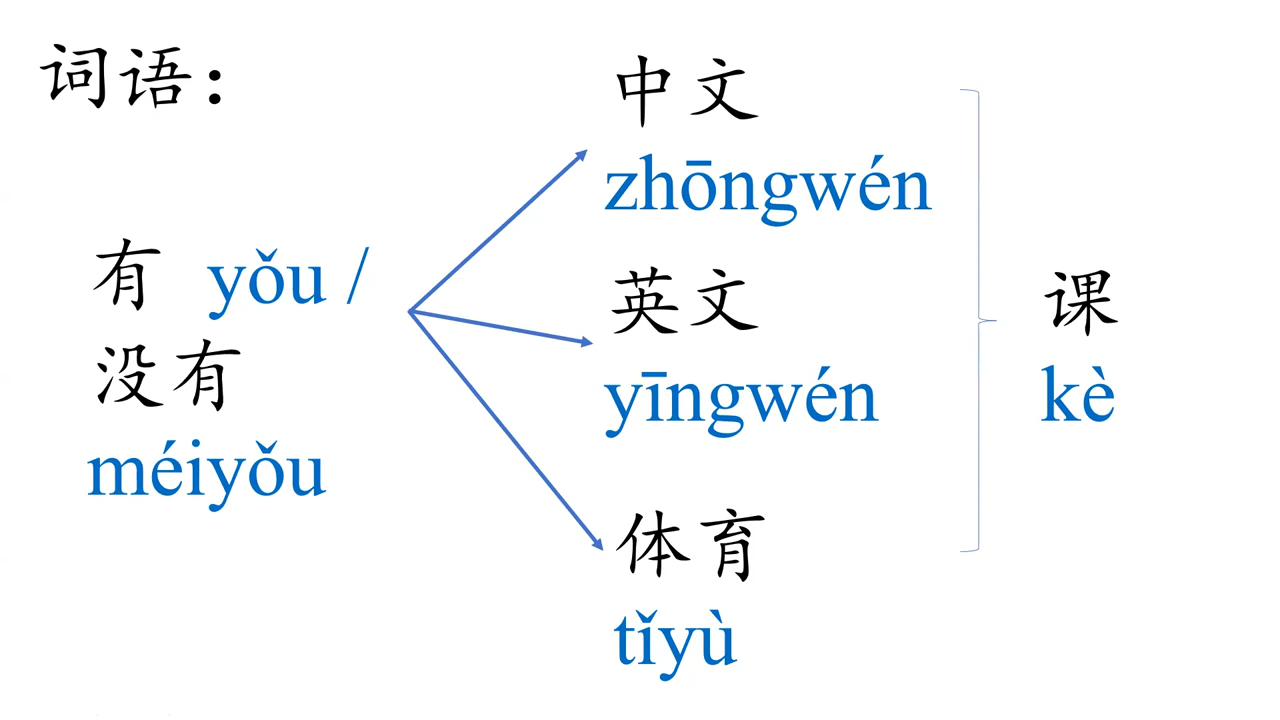 词语：
有 yǒu /
没有
méiyǒu
中文
zhōngwén
英文
yīngwén
体育
tǐyù
课
kè